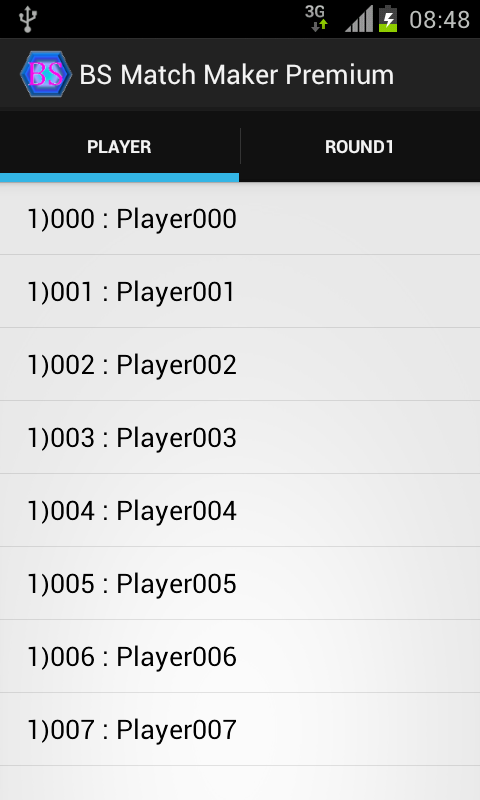 3G 08:48
BS BS Match Maker Premium
PLAYER ROUND1
1)000 : Player000
1)001 : Player001
1)002 : Player002
1)003 : Player003
1)004 : Player004
1)005 : Player005
1)006 : Player006
1)007 : Player007